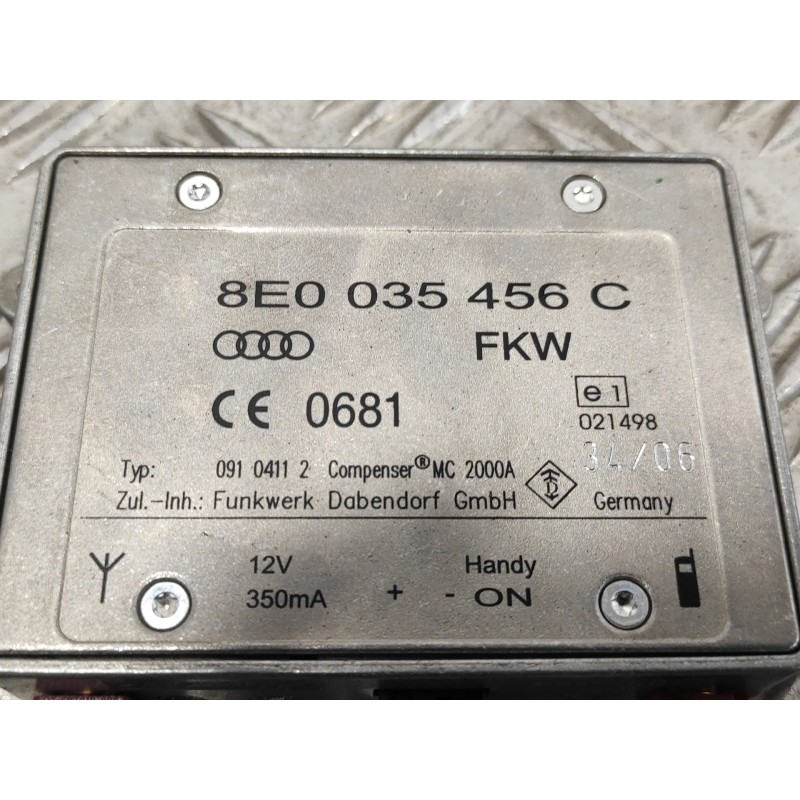 8E0 035 456 C
FKW
CE 0681
e1
021498
34/06
Typ: 091 0411 2 Compenser® MC 2000A
Zul.-Inh.: Funkwerk Dabendorf GmbH Germany
12V Handy
350mA + - ON